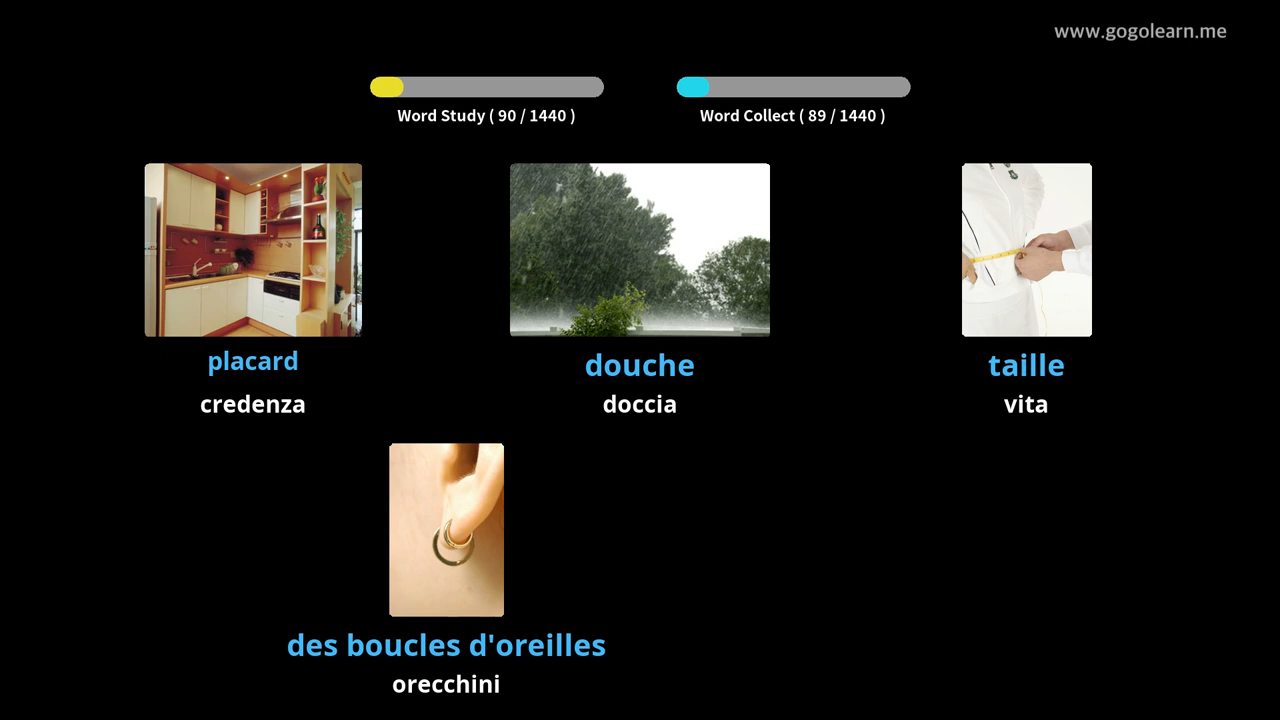 www.gogolearn.me
Word Study ( 90 / 1440 )
Word Collect ( 89 / 1440 )
placard
credenza
douche
doccia
taille
vita
des boucles d'oreilles
orecchini